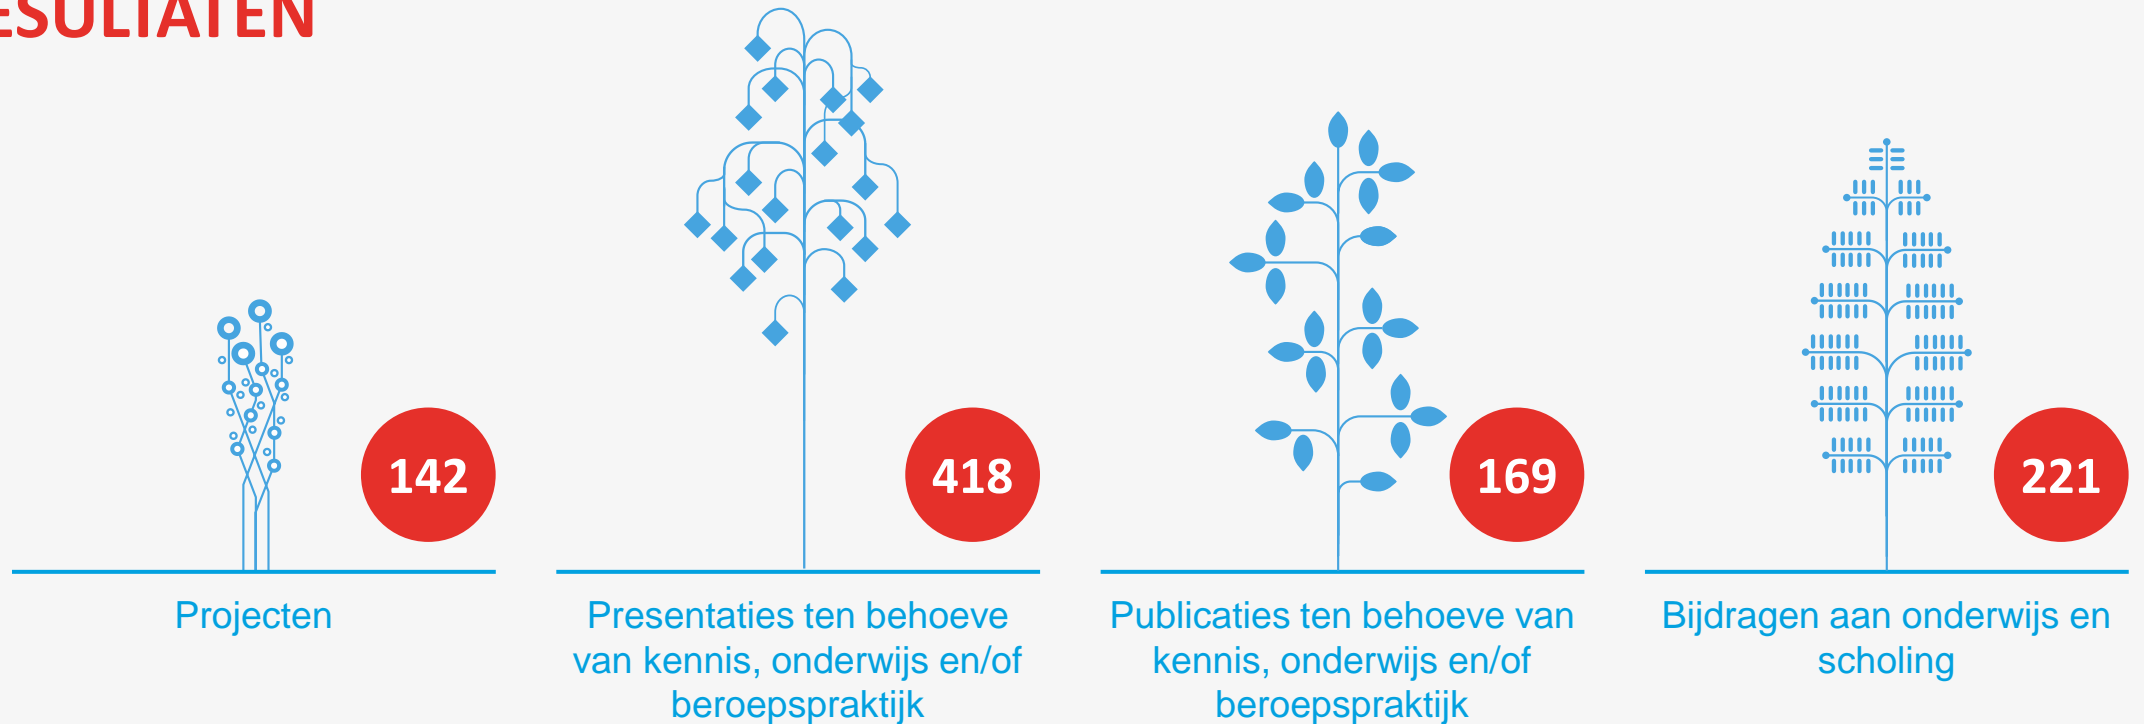 ESULTATEN
142
418
169
221
Projecten
Presentaties ten behoeve
van kennis, onderwijs en/of
beroepspraktijk
Publicaties ten behoeve van
kennis, onderwijs en/of
beroepspraktijk
Bijdragen aan onderwijs en
scholing